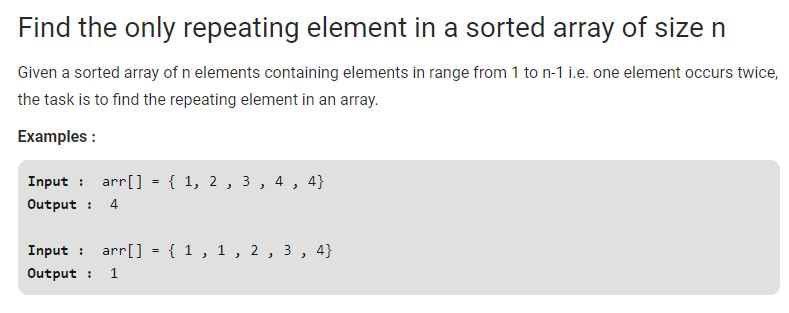 Find the only repeating element in a sorted array of size n
Given a sorted array of n elements containing elements in range from 1 to n-1 i.e. one element occurs twice,
the task is to find the repeating element in an array.
Examples :
Input :  arr[] = { 1, 2 , 3 , 4 , 4}
Output :  4
Input :  arr[] = { 1 , 1 , 2 , 3 , 4}
Output :  1